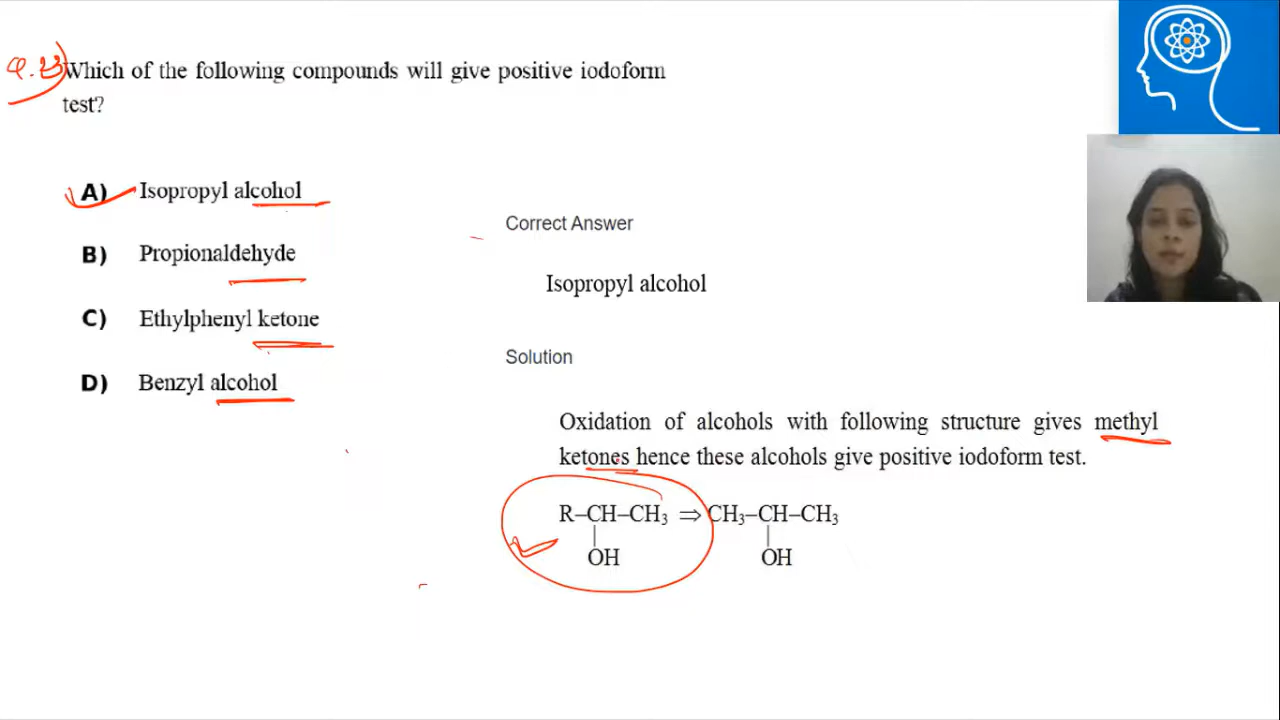 Which of the following compounds will give positive iodoform
test?
A) Isopropyl alcohol
B) Propionaldehyde
C) Ethylphenyl ketone
D) Benzyl alcohol
Correct Answer
Isopropyl alcohol
Solution
Oxidation of alcohols with following structure gives methyl
ketones hence these alcohols give positive iodoform test.
R–CH–CH₃ ⇒ CH₃–CH–CH₃
OH OH